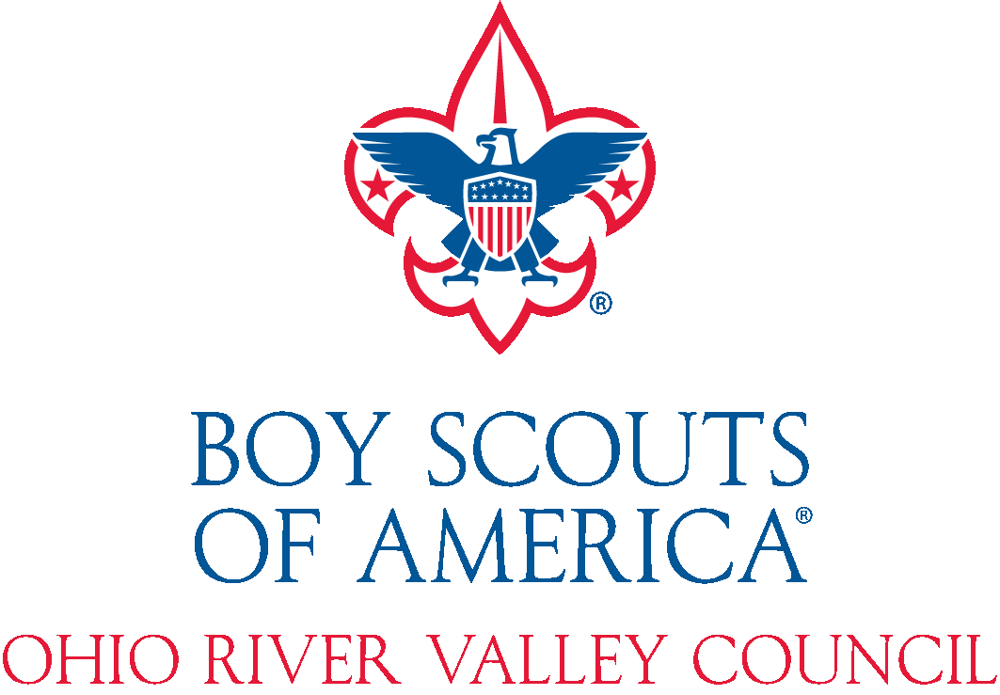 ®
BOY SCOUTS
OF AMERICA®
OHIO RIVER VALLEY COUNCIL